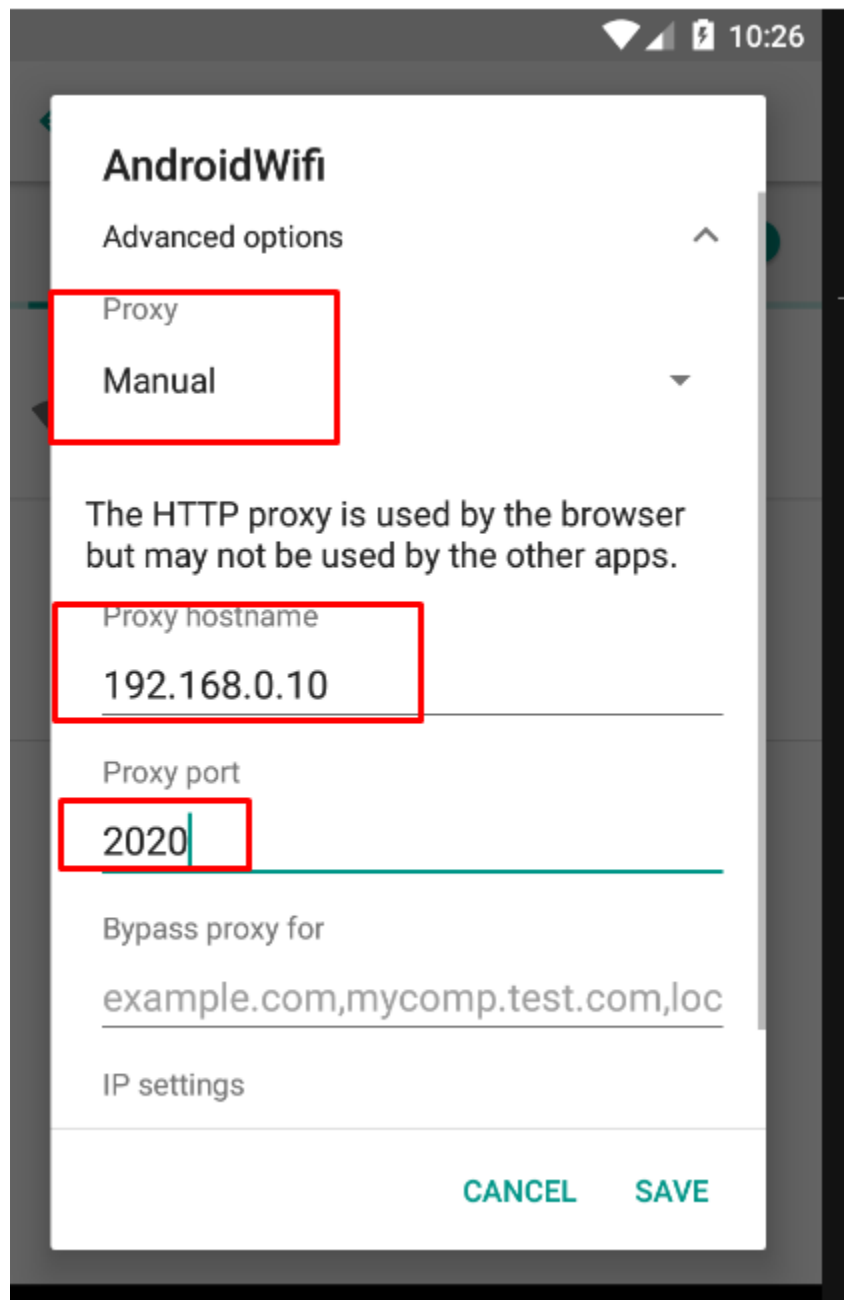 10:26
AndroidWifi
Advanced options
Proxy
Manual
The HTTP proxy is used by the browser
but may not be used by the other apps.
Proxy hostname
192.168.0.10
Proxy port
2020
Bypass proxy for
example.com,mycomp.test.com,loc
IP settings
CANCEL SAVE